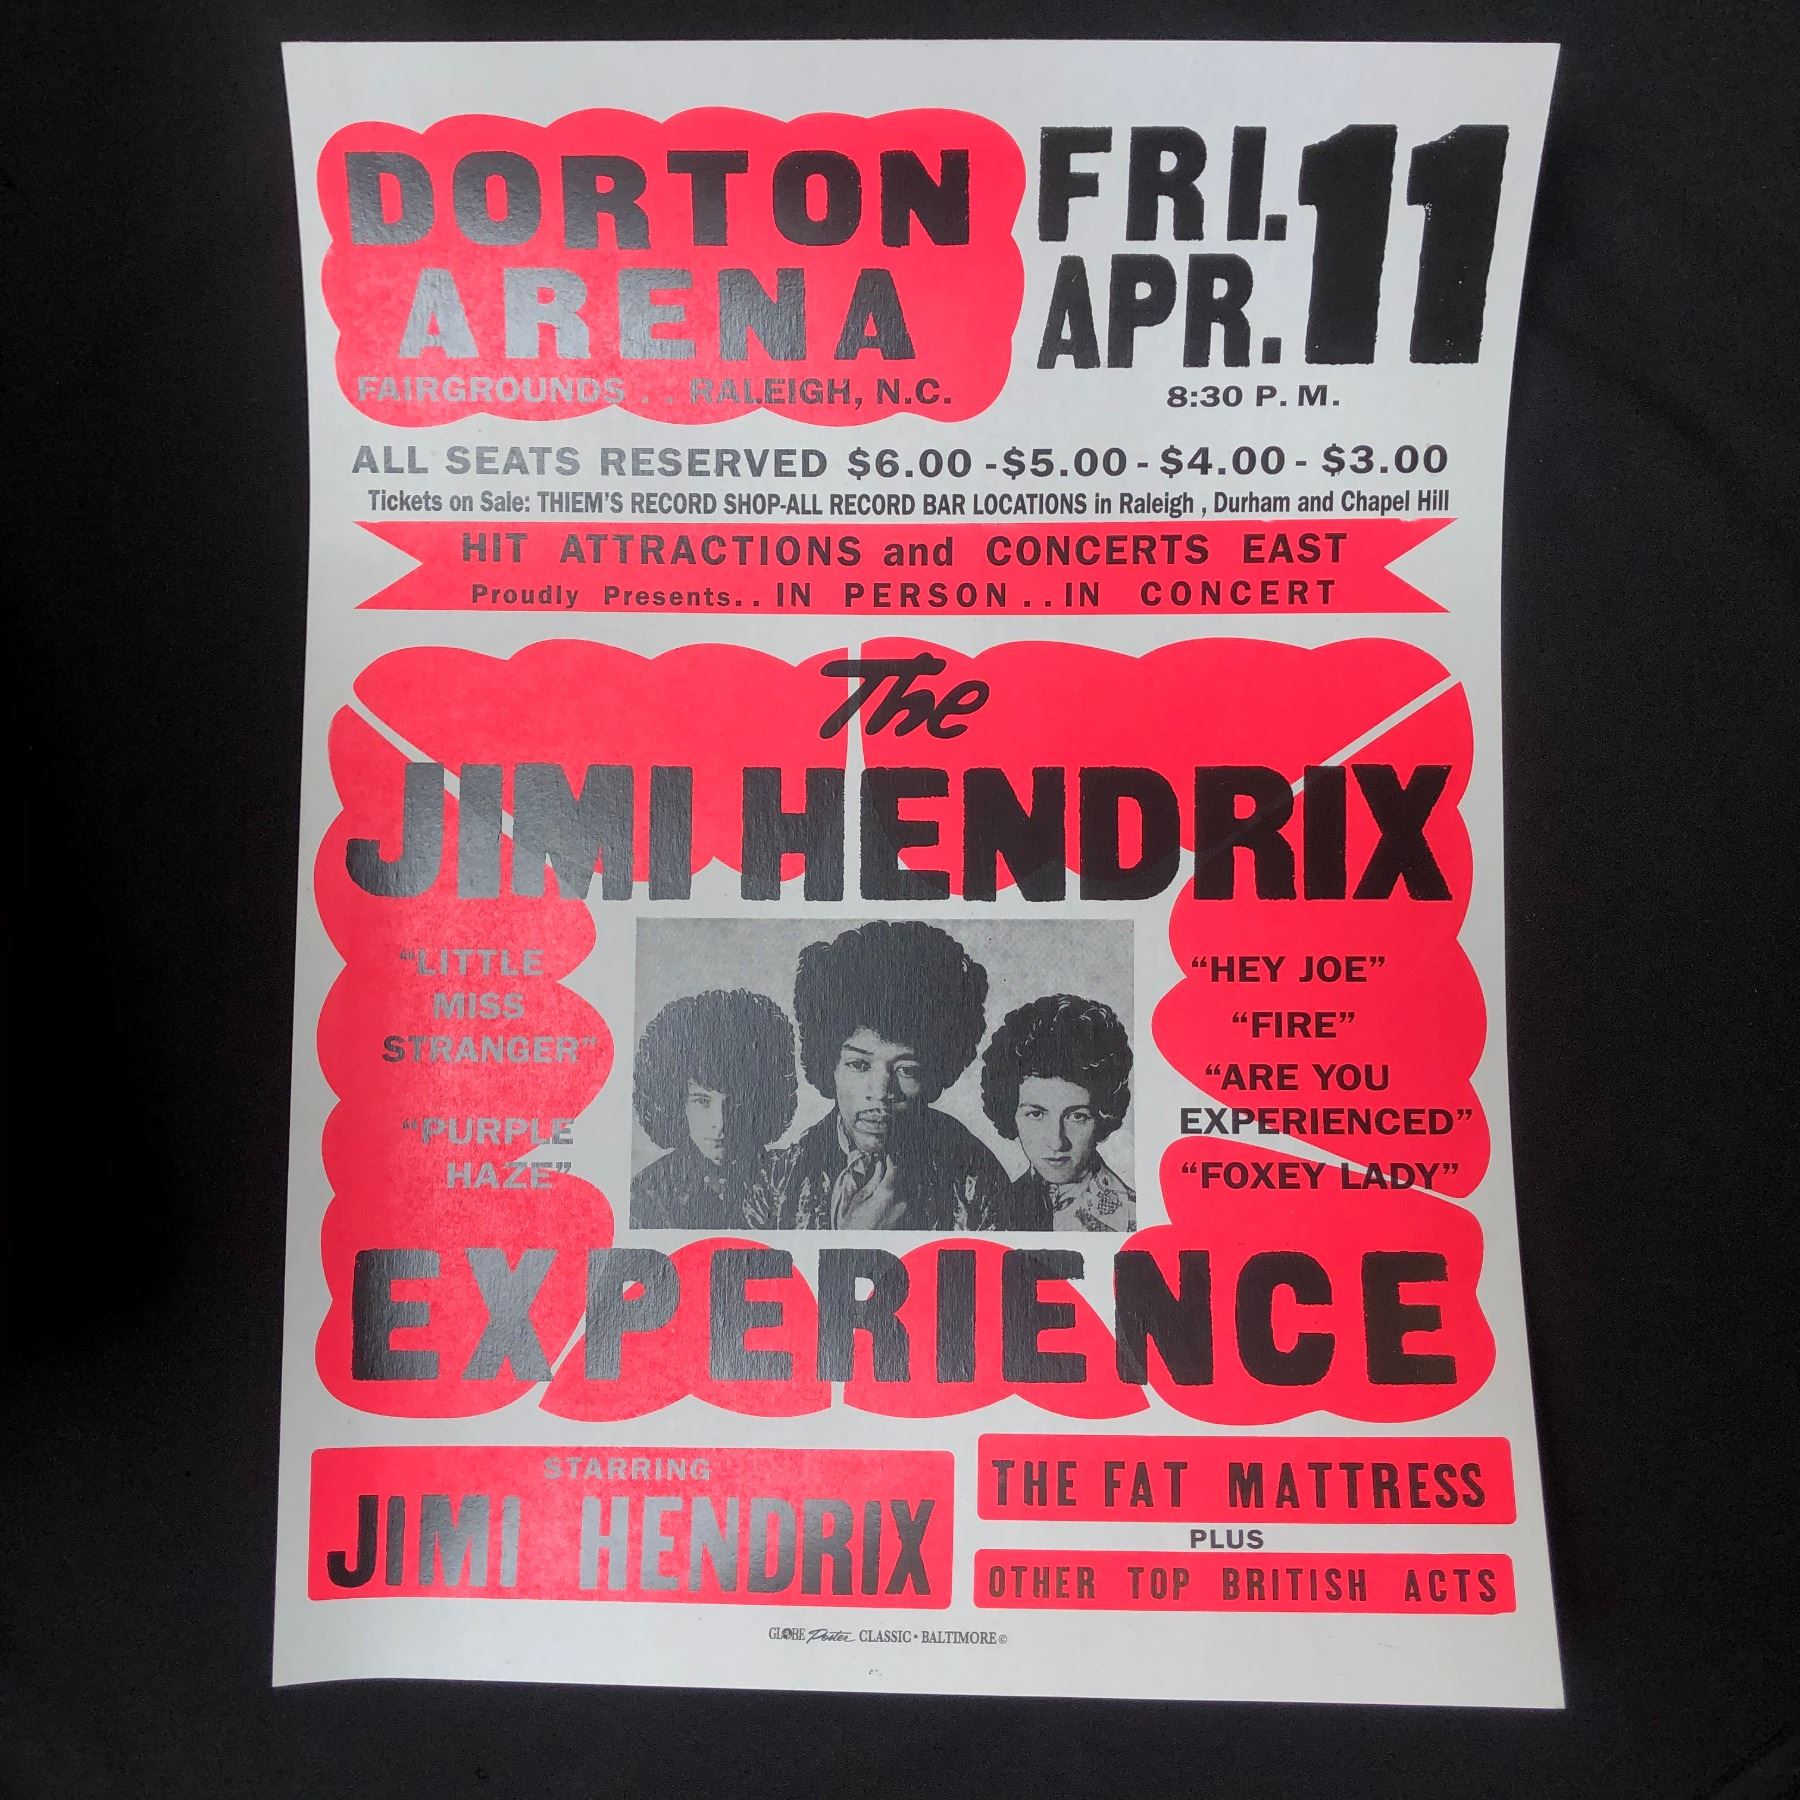 DORTON
ARENA
FAIRGROUNDS . . RALEIGH, N.C.
FRI.
APR. 11
8:30 P. M.
ALL SEATS RESERVED $6.00 -$5.00 - $4.00 - $3.00
Tickets on Sale: THIEM'S RECORD SHOP-ALL RECORD BAR LOCATIONS in Raleigh , Durham and Chapel Hill
HIT ATTRACTIONS and CONCERTS EAST
Proudly Presents. . IN PERSON . . IN CONCERT
The
JIMI HENDRIX
"LITTLE
MISS
STRANGER"
"PURPLE
HAZE"
"HEY JOE"
"FIRE"
"ARE YOU
EXPERIENCED"
"FOXEY LADY"
EXPERIENCE
STARRING
JIMI HENDRIX
THE FAT MATTRESS
PLUS
OTHER TOP BRITISH ACTS
GLOBE Poster CLASSIC • BALTIMORE ©